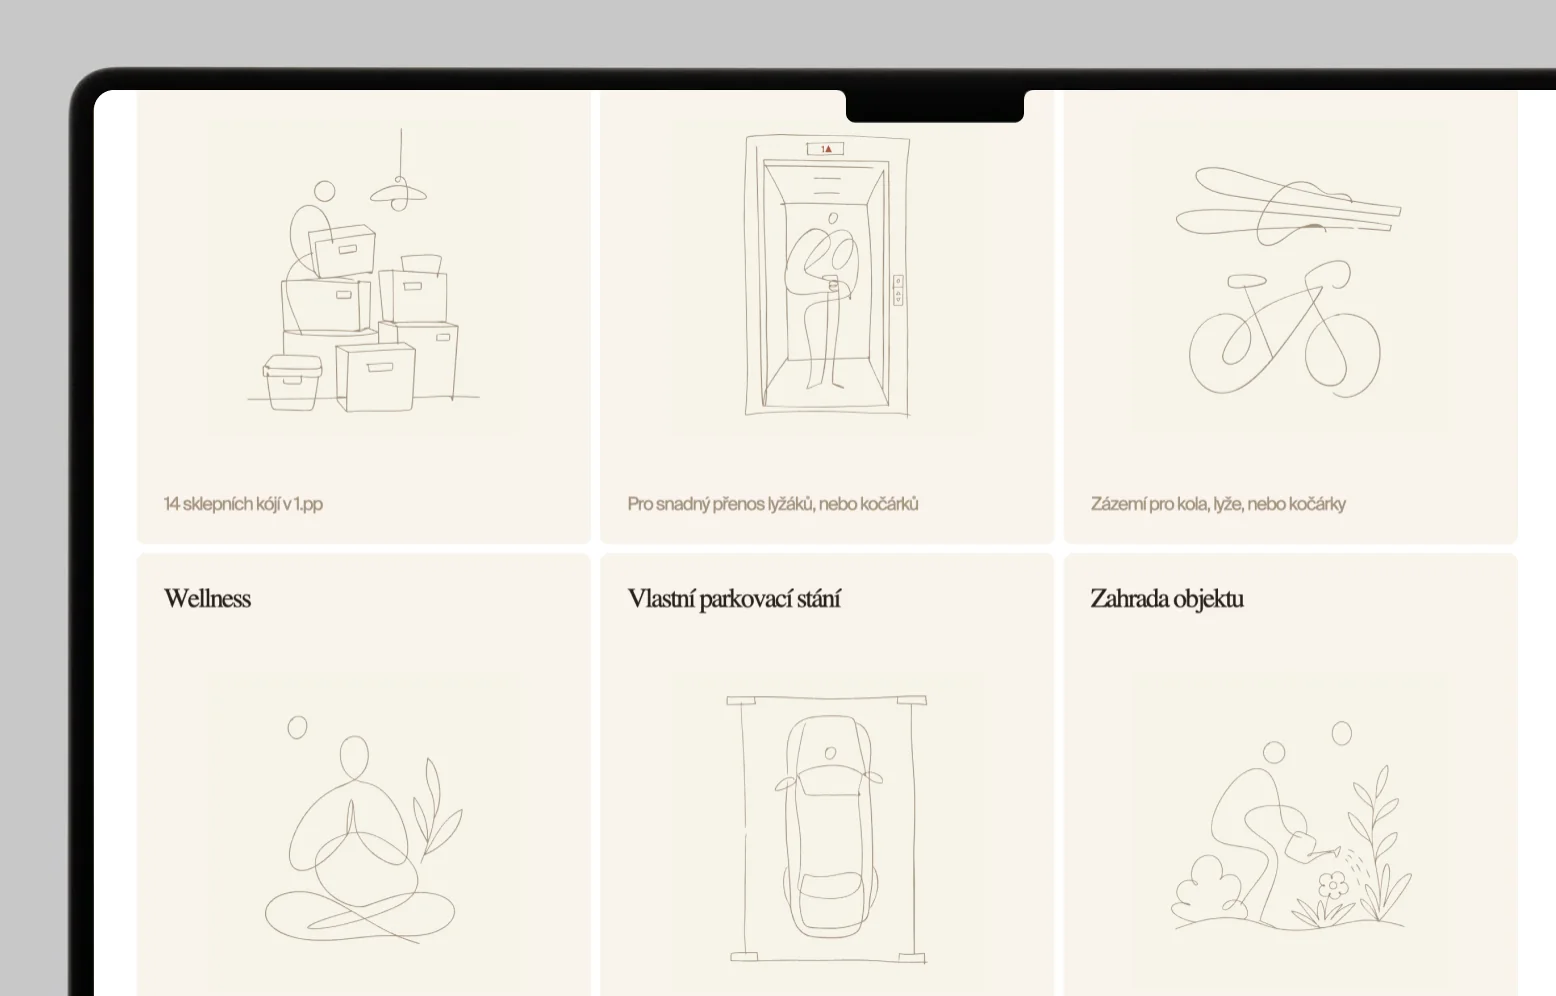 1▲
14 sklepních kójí v 1.pp
Pro snadný přenos lyžáků, nebo kočárků
Zázemí pro kola, lyže, nebo kočárky
Wellness
Vlastní parkovací stání
Zahrada objektu